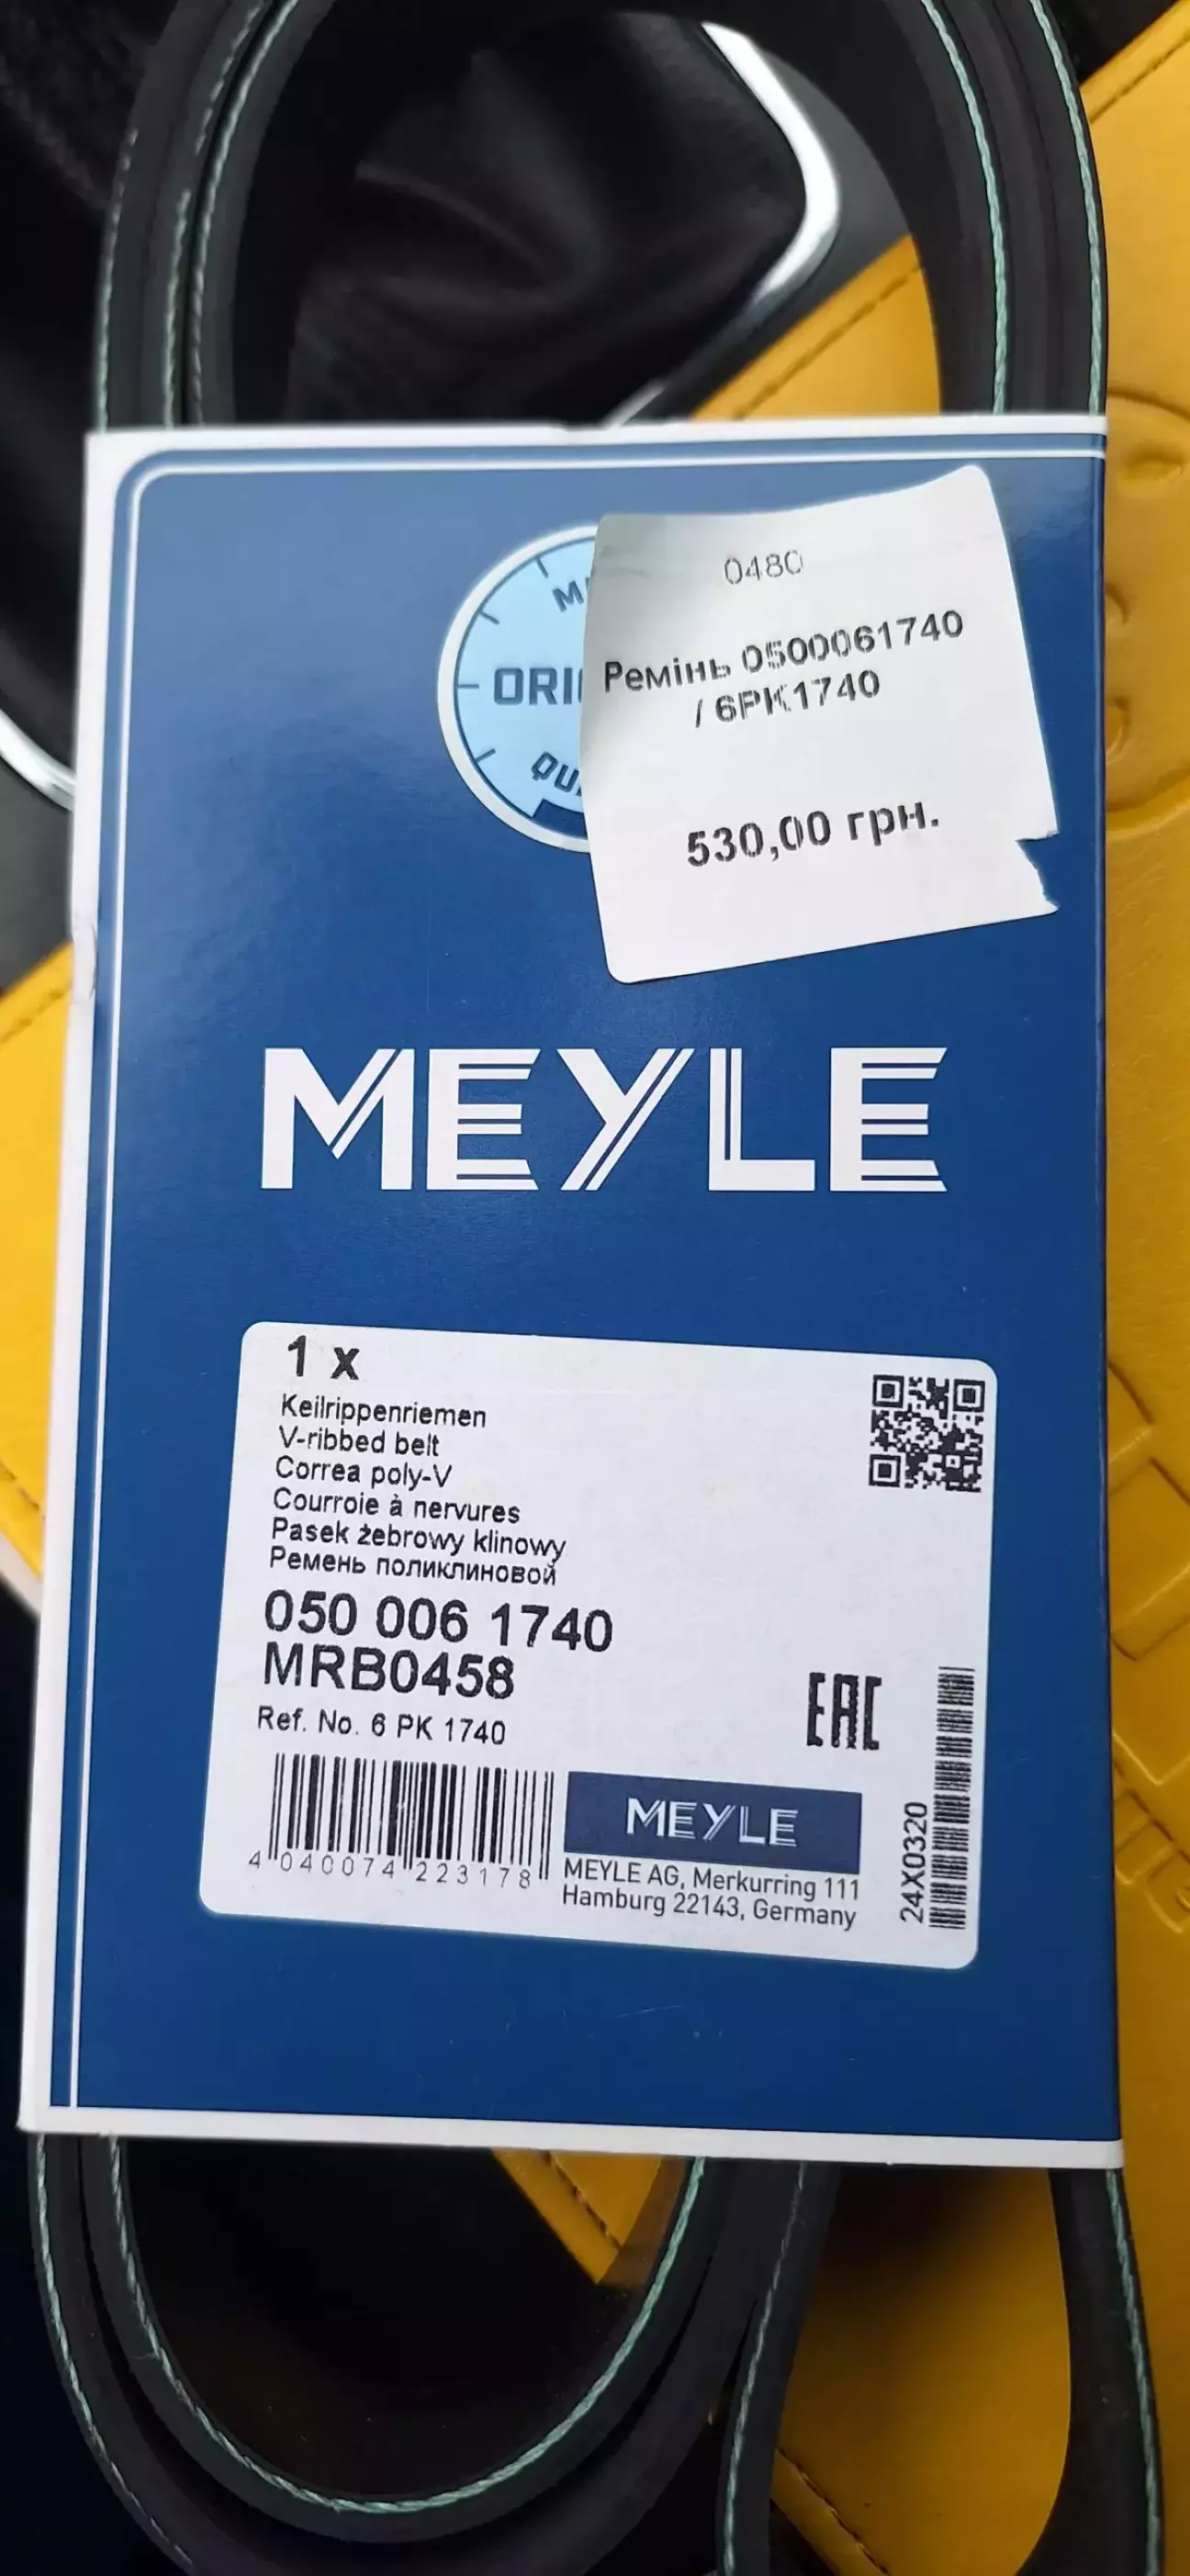 0480
Ремінь 0500061740
/ 6PK1740
530,00 грн.
MEYLE
1 x
Keilrippenriemen
V-ribbed belt
Correa poly-V
Courroie à nervures
Pasek żebrowy klinowy
Ремень поликлиновой
050 006 1740
MRB0458
Ref. No. 6 PK 1740
EAC
4 040074 223178
MEYLE
MEYLE AG, Merkurring 111
Hamburg 22143, Germany
24X0320